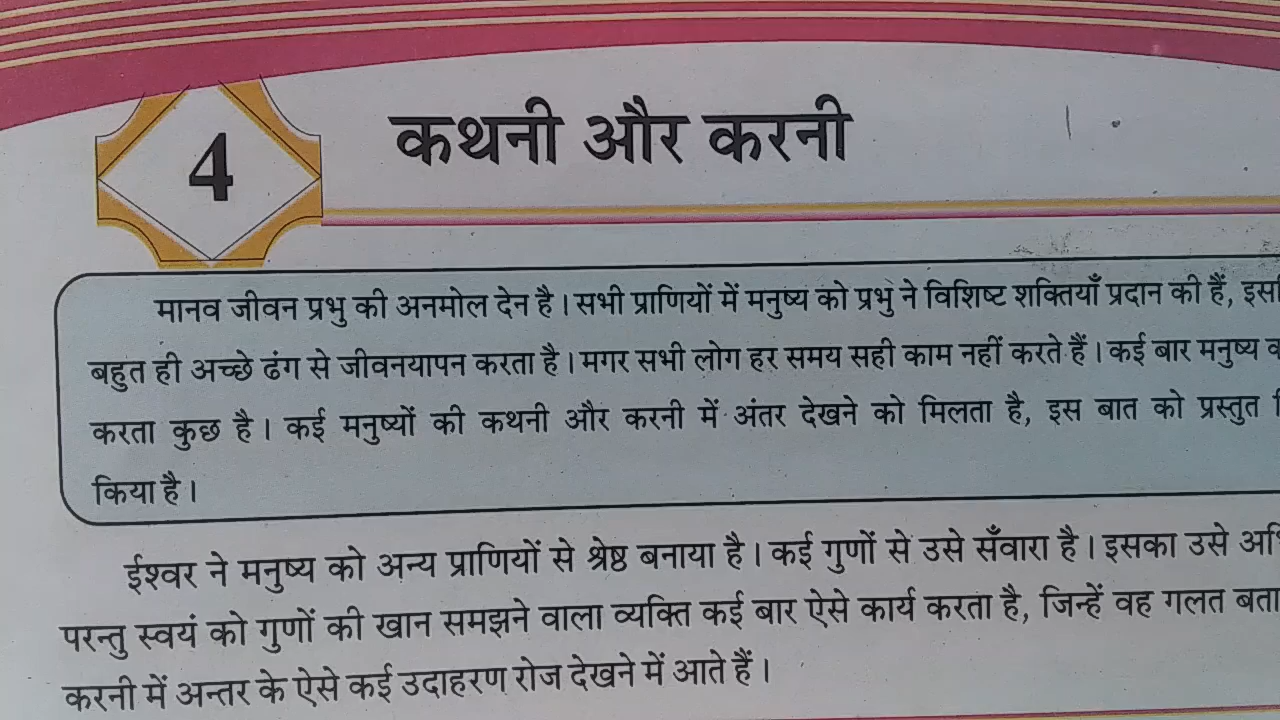 4
कथनी और करनी
मानव जीवन प्रभु की अनमोल देन है। सभी प्राणियों में मनुष्य को प्रभु ने विशिष्ट शक्तियाँ प्रदान की हैं,
बहुत ही अच्छे ढंग से जीवनयापन करता है। मगर सभी लोग हर समय सही काम नहीं करते हैं। कई बार मनुष्य
करता कुछ है। कई मनुष्यों की कथनी और करनी में अंतर देखने को मिलता है, इस बात को प्रस्तुत
किया है।
ईश्वर ने मनुष्य को अन्य प्राणियों से श्रेष्ठ बनाया है। कई गुणों से उसे सँवारा है। इसका उसे
परन्तु स्वयं को गुणों की खान समझने वाला व्यक्ति कई बार ऐसे कार्य करता है, जिन्हें वह गलत
करनी में अन्तर के ऐसे कई उदाहरण रोज देखने में आते हैं।